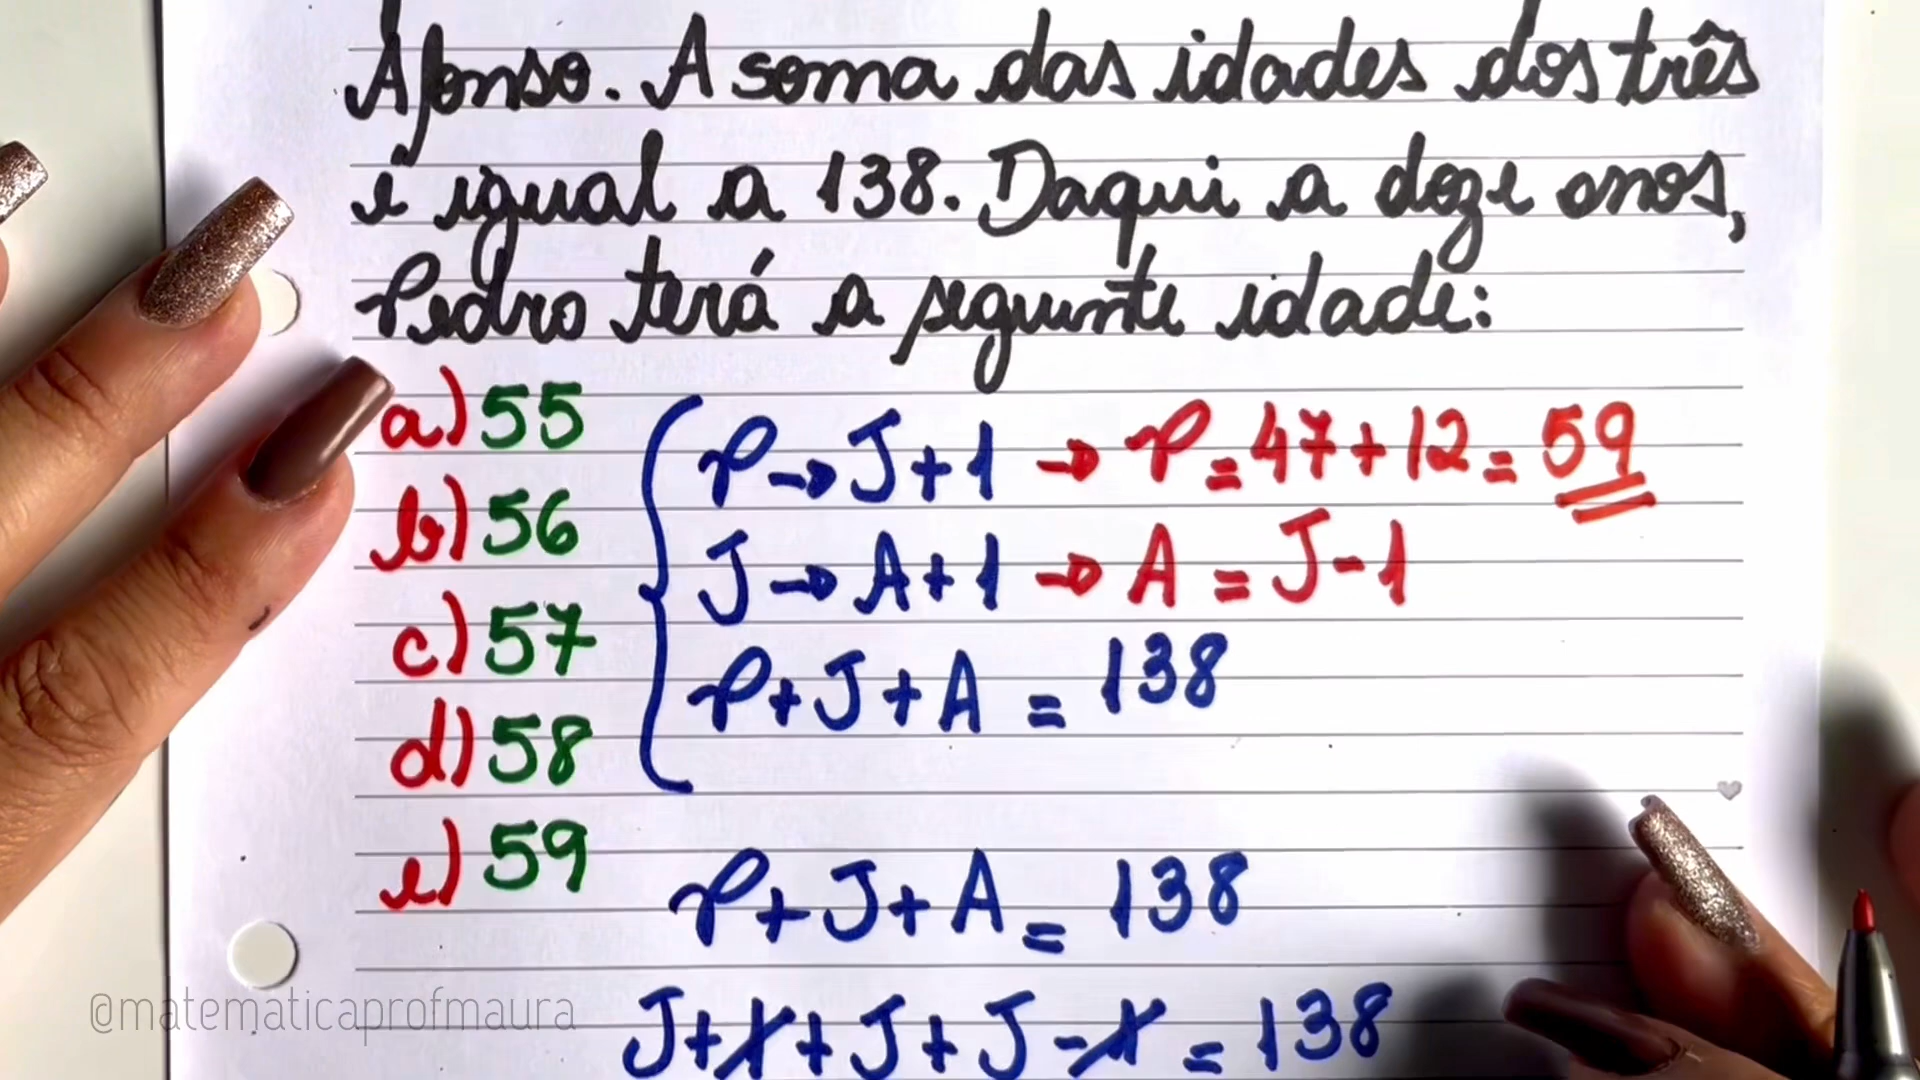 Afonso. A soma das idades dos três
é igual a 138. Daqui a doze anos,
Pedro terá a seguinte idade:
a) 55
b) 56
c) 57
d) 58
e) 59
P → J + 1 → P = 47 + 12 = 59
J → A + 1 → A = J - 1
P + J + A = 138
P + J + A = 138
J + 1 + J + J - 1 = 138
@matematicaprofmaura